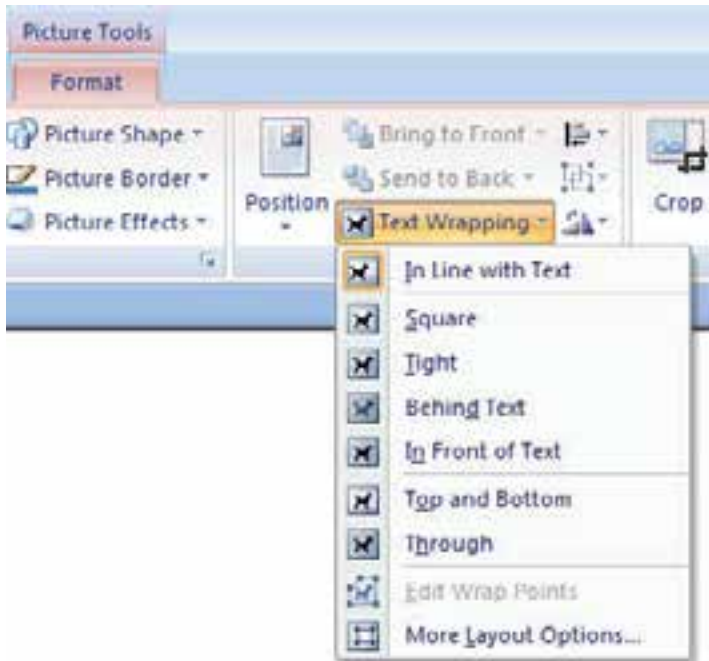 Picture Tools
Format
Picture Shape
Picture Border
Picture Effects
Position
Bring to Front
Send to Back
Text Wrapping
Crop
In Line with Text
Square
Tight
Behind Text
In Front of Text
Top and Bottom
Through
Edit Wrap Points
More Layout Options...